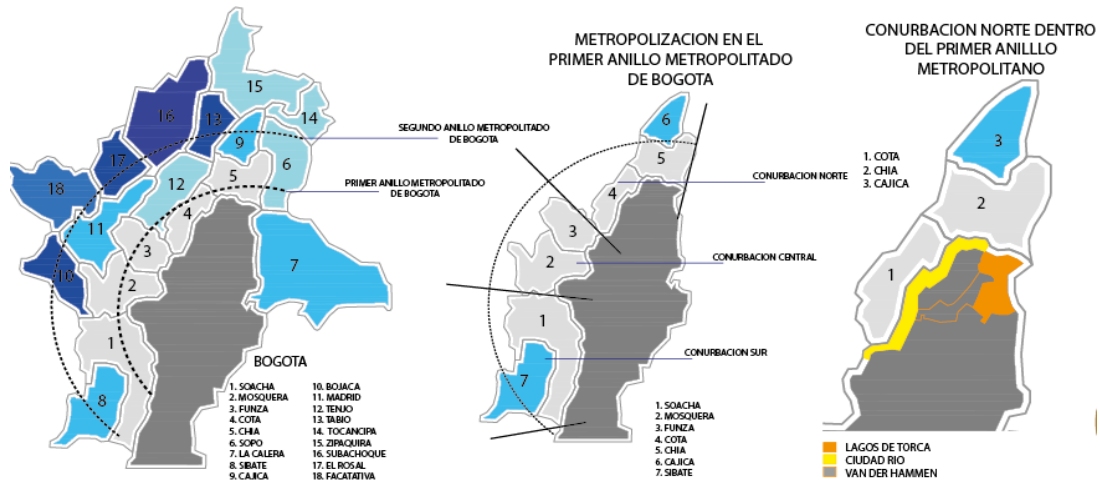 15
16
13
14
9
17
6
12
5
18
4
11
3
7
10
2
1
8
SEGUNDO ANILLO METROPOLITADO
DE BOGOTA
PRIMER ANILLO METROPOLITADO
DE BOGOTA
BOGOTA
1. SOACHA
2. MOSQUERA
3. FUNZA
4. COTA
5. CHIA
6. SOPO
7. LA CALERA
8. SIBATE
9. CAJICA
10. BOJACA
11. MADRID
12. TENJO
13. TABIO
14. TOCANCIPA
15. ZIPAQUIRA
16. SUBACHOQUE
17. EL ROSAL
18. FACATATIVA
METROPOLIZACION EN EL
PRIMER ANILLO METROPOLITADO
DE BOGOTA
6
5
4
3
2
1
7
CONURBACION NORTE
CONURBACION CENTRAL
CONURBACION SUR
1. SOACHA
2. MOSQUERA
3. FUNZA
4. COTA
5. CHIA
6. CAJICA
7. SIBATE
CONURBACION NORTE DENTRO
DEL PRIMER ANILLLO
METROPOLITANO
1. COTA
2. CHIA
3. CAJICA
3
2
1
LAGOS DE TORCA
CIUDAD RIO
VAN DER HAMMEN